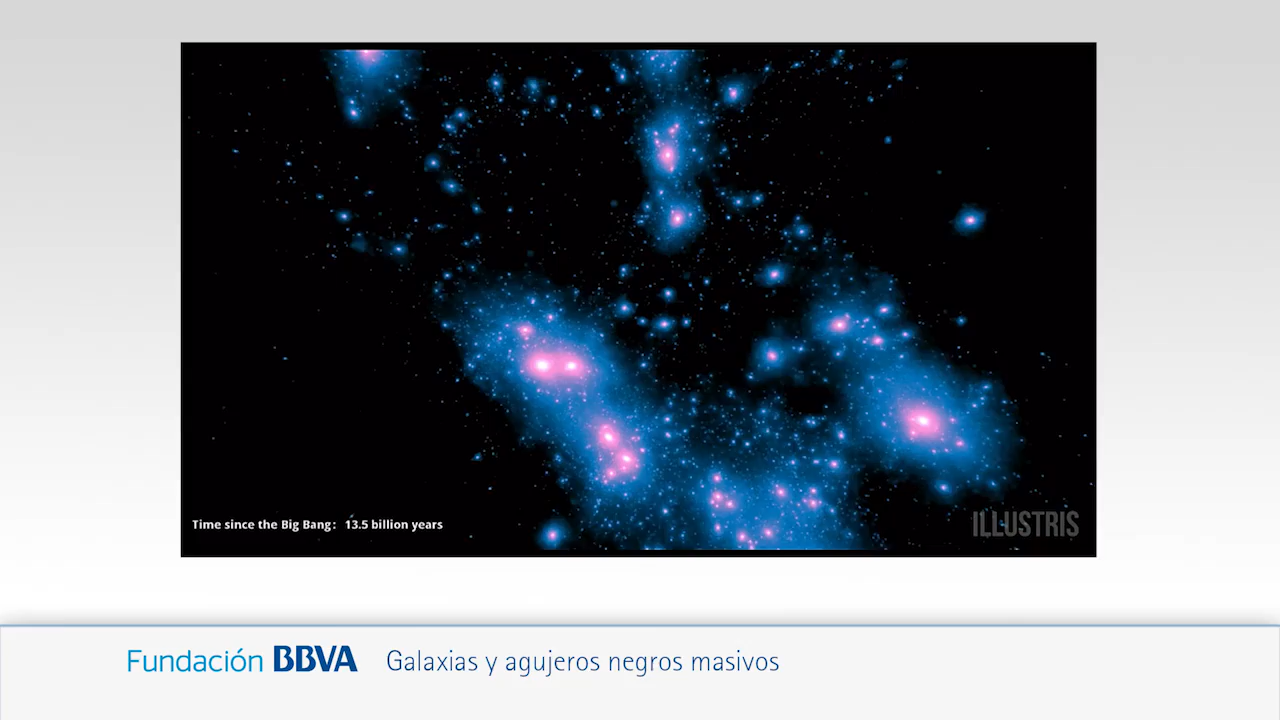 Time since the Big Bang: 13.5 billion years
ILLUSTRIS
Fundación BBVA
Galaxias y agujeros negros masivos